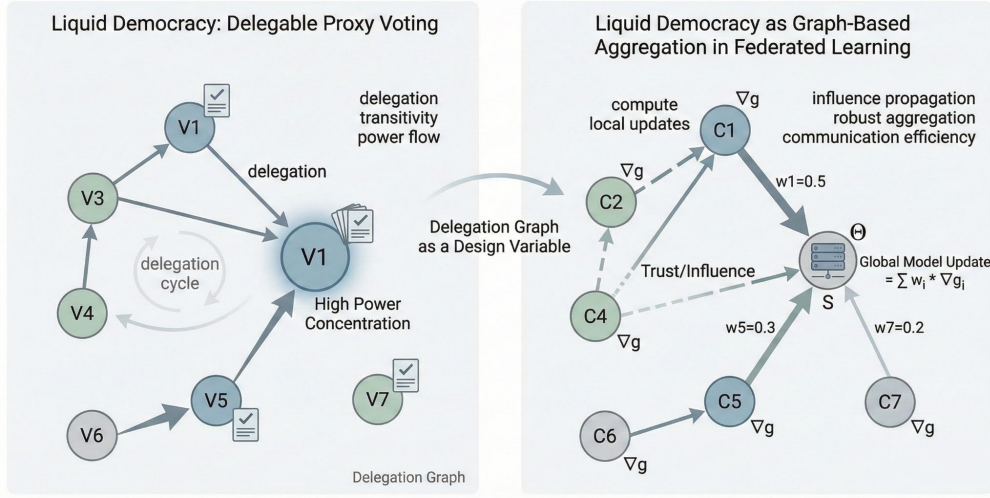 Liquid Democracy: Delegable Proxy Voting
V1
delegation
transitivity
power flow
delegation
V3
V1
delegation
cycle
V4
High Power
Concentration
V5
V7
V6
Delegation Graph
Delegation Graph
as a Design Variable
Liquid Democracy as Graph-Based
Aggregation in Federated Learning
compute
local updates
∇g
C1
influence propagation
robust aggregation
communication efficiency
∇g
C2
w1=0.5
Θ
Trust/Influence
Global Model Update
= ∑ wᵢ * ∇gᵢ
S
C4
∇g
w5=0.3
w7=0.2
C5
∇g
C7
∇g
C6
∇g